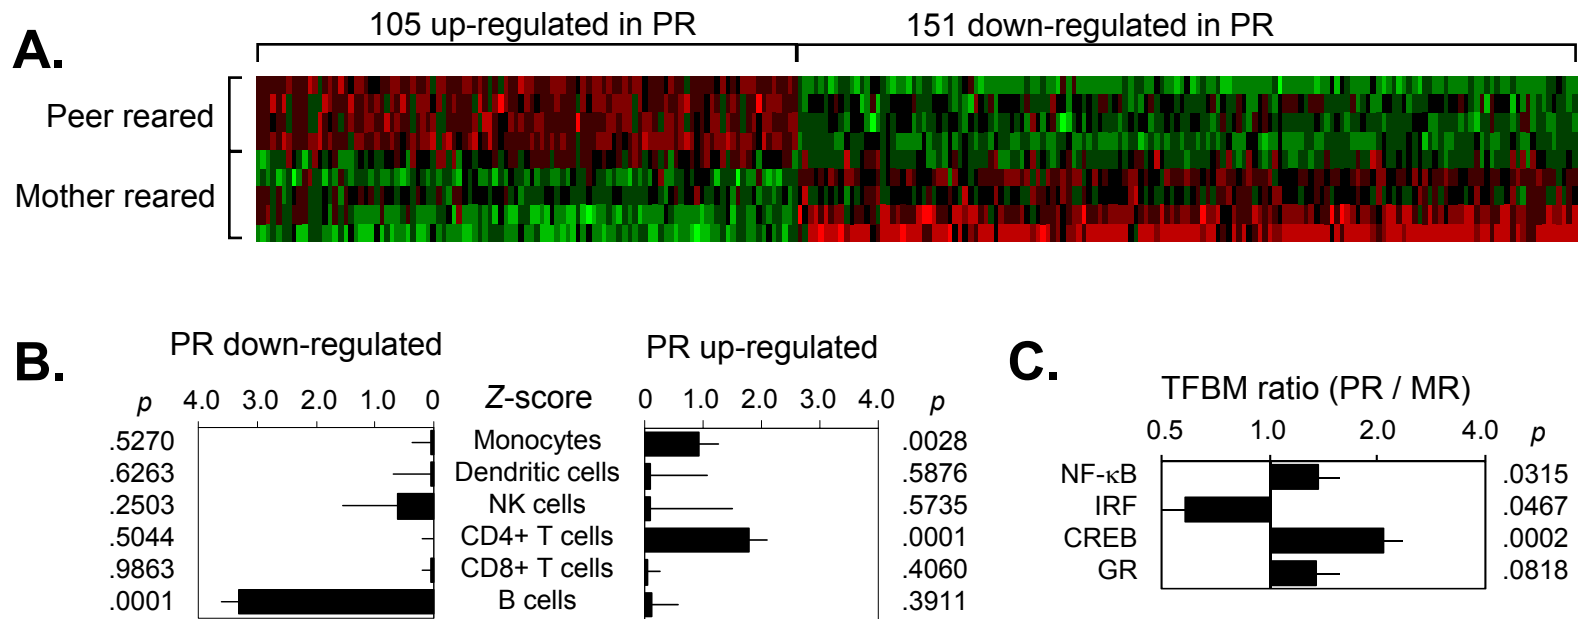 A.
105 up-regulated in PR 151 down-regulated in PR
Peer reared
Mother reared
B.
PR down-regulated PR up-regulated
p 4.0 3.0 2.0 1.0 0 Z-score 0 1.0 2.0 3.0 4.0 p
.5270 Monocytes .0028
.6263 Dendritic cells .5876
.2503 NK cells .5735
.5044 CD4+ T cells .0001
.9863 CD8+ T cells .4060
.0001 B cells .3911
C.
TFBM ratio (PR / MR)
0.5 1.0 2.0 4.0 p
NF-κB .0315
IRF .0467
CREB .0002
GR .0818